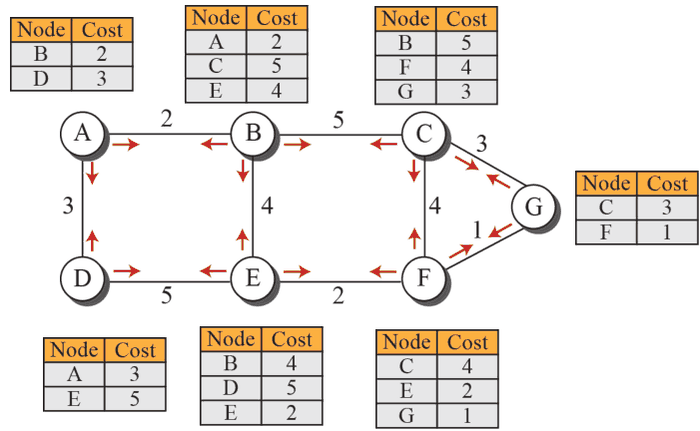 Node Cost
B 2
D 3
Node Cost
A 2
C 5
E 4
Node Cost
B 5
F 4
G 3
A 2 B 5 C 3
3 4 4 1 G
Node Cost
C 3
F 1
D 5 E 2 F
Node Cost
A 3
E 5
Node Cost
B 4
D 5
E 2
Node Cost
C 4
E 2
G 1